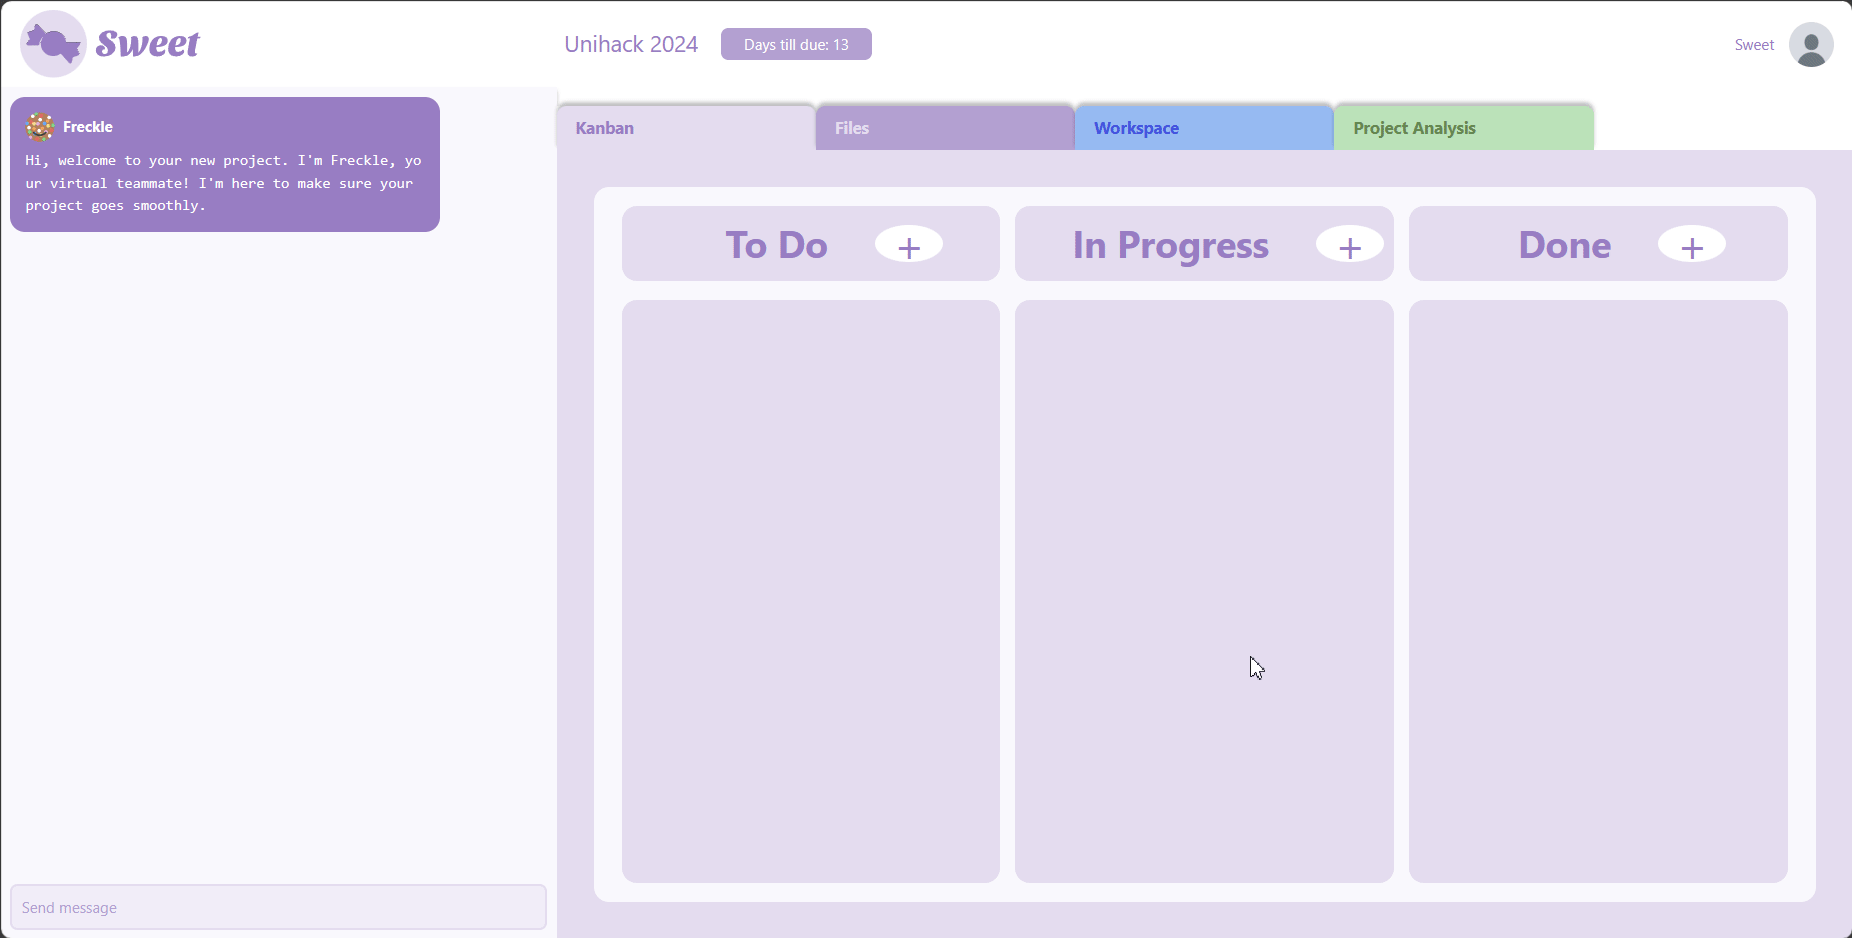 Sweet
Unihack 2024
Days till due: 13
Sweet
Freckle
Hi, welcome to your new project. I'm Freckle, yo
ur virtual teammate! I'm here to make sure your
project goes smoothly.
Kanban
Files
Workspace
Project Analysis
To Do +
In Progress +
Done +
Send message